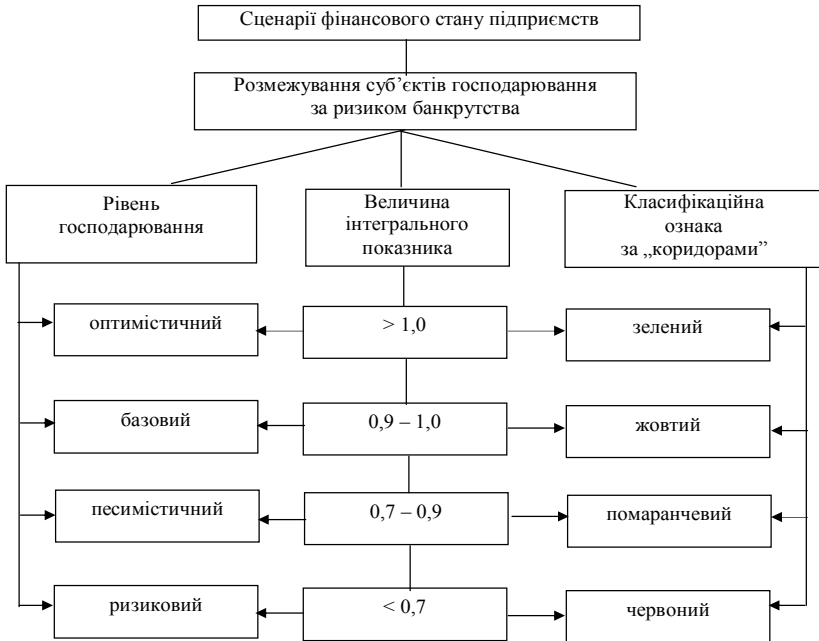 Сценарії фінансового стану підприємств
Розмежування суб’єктів господарювання
за ризиком банкрутства
Рівень
господарювання
Величина
інтегрального
показника
Класифікаційна
ознака
за „коридорами”
оптимістичний
> 1,0
зелений
базовий
0,9 – 1,0
жовтий
песимістичний
0,7 – 0,9
помаранчевий
ризиковий
< 0,7
червоний